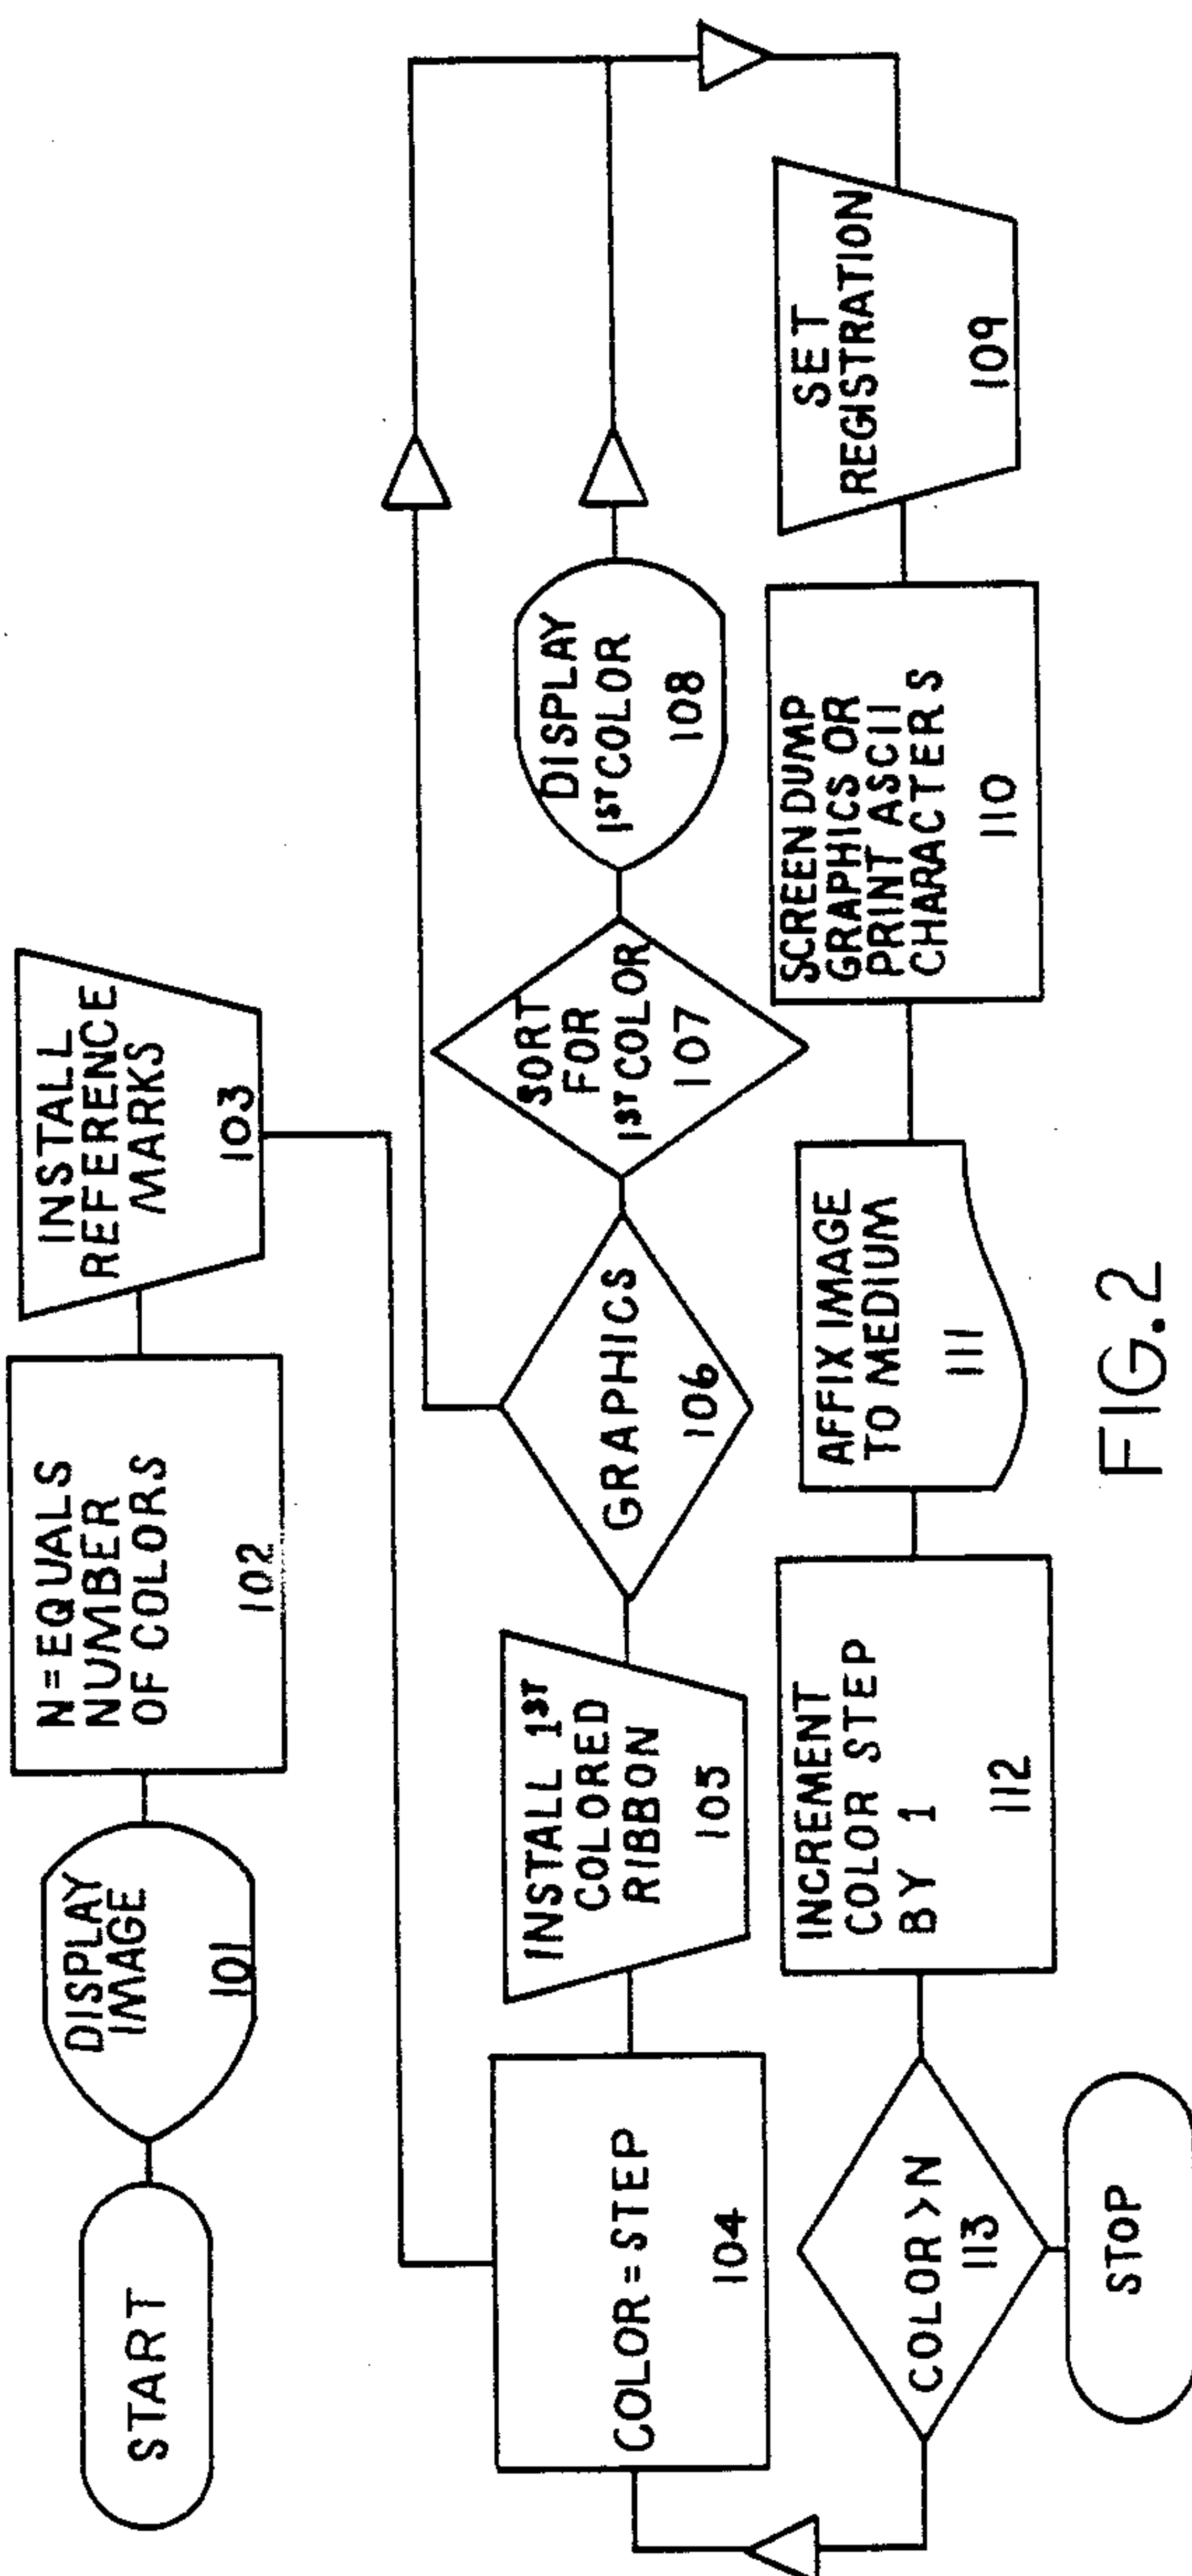 START
DISPLAY
IMAGE
101
N=EQUALS
NUMBER
OF COLORS
102
INSTALL
REFERENCE
MARKS
103
COLOR=STEP
104
INSTALL 1ST
COLORED
RIBBON
105
GRAPHICS
106
SORT
FOR
1ST COLOR
107
DISPLAY
1ST COLOR
108
SET
REGISTRATION
109
SCREEN DUMP
GRAPHICS OR
PRINT ASCII
CHARACTERS
110
AFFIX IMAGE
TO MEDIUM
111
INCREMENT
COLOR STEP
BY 1
112
COLOR>N
113
STOP
FIG.2